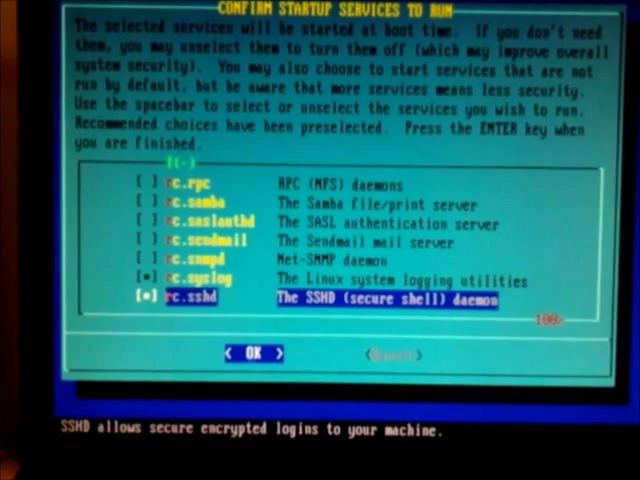 CONFIRM STARTUP SERVICES TO RUN
The selected services will be started at boot time. If you don't need
them, you may unselect them to turn them off (which may improve overall
system security). You may also choose to start services that are not
run by default, but be aware that more services means less security.
Use the spacebar to select or unselect the services you wish to run.
Recommended choices have been preselected. Press the ENTER key when
you are finished.
↑(-)
[ ] rc.rpc RPC (NFS) daemons
[ ] rc.samba The Samba file/print server
[ ] rc.saslauthd The SASL authentication server
[ ] rc.sendmail The Sendmail mail server
[ ] rc.snmpd Net-SNMP daemon
[*] rc.syslog The Linux system logging utilities
[*] rc.sshd The SSHD (secure shell) daemon
100%
< OK > <Cancel>
SSHD allows secure encrypted logins to your machine.